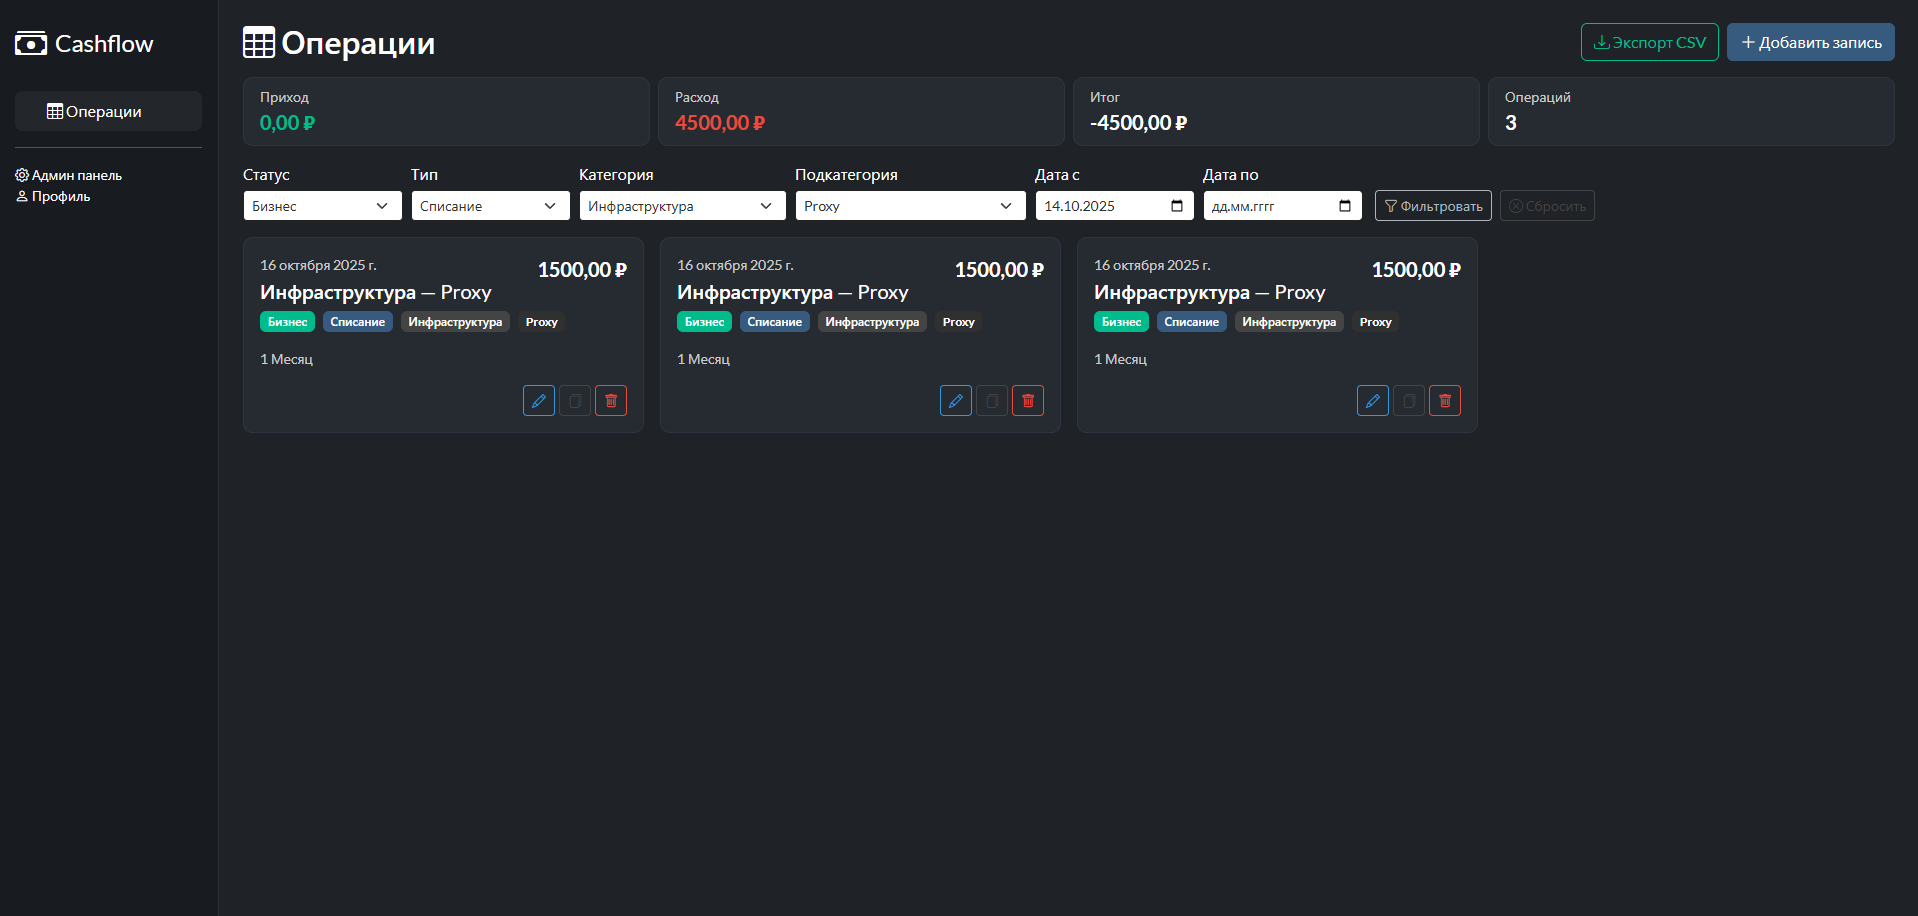 Cashflow
Операции
Админ панель
Профиль
Операции
Экспорт CSV
Добавить запись
Приход
0,00 ₽
Расход
4500,00 ₽
Итог
-4500,00 ₽
Операций
3
Статус
Бизнес
Тип
Списание
Категория
Инфраструктура
Подкатегория
Proxy
Дата с
14.10.2025
Дата по
дд.мм.гггг
Фильтровать
Сбросить
16 октября 2025 г.
1500,00 ₽
Инфраструктура — Proxy
Бизнес Списание Инфраструктура Proxy
1 Месяц
16 октября 2025 г.
1500,00 ₽
Инфраструктура — Proxy
Бизнес Списание Инфраструктура Proxy
1 Месяц
16 октября 2025 г.
1500,00 ₽
Инфраструктура — Proxy
Бизнес Списание Инфраструктура Proxy
1 Месяц